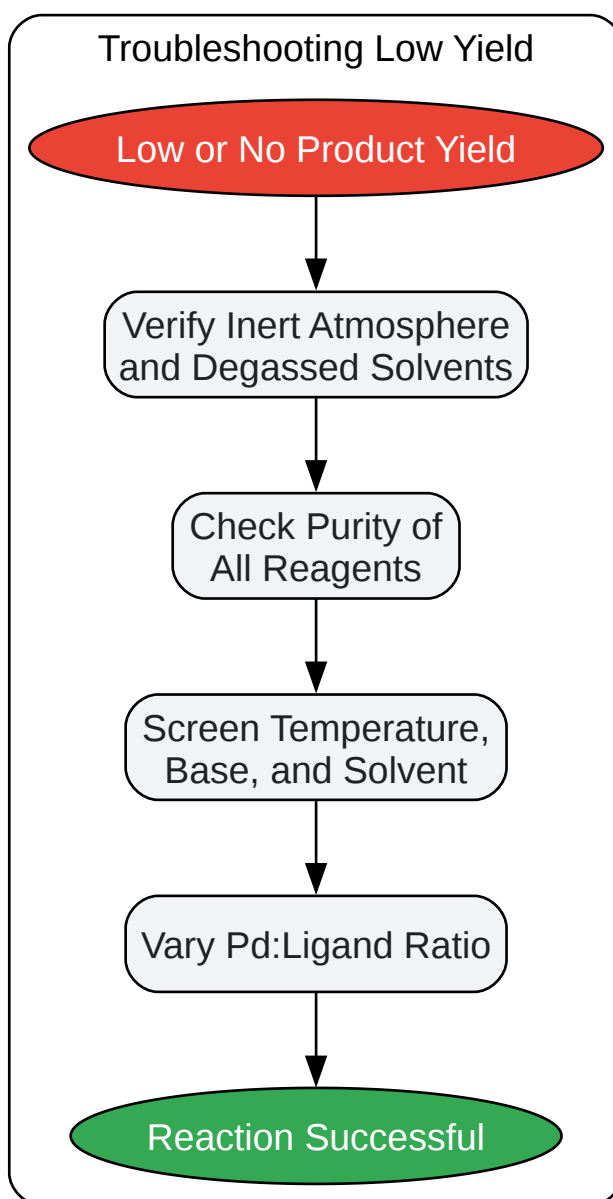 Troubleshooting Low Yield
Low or No Product Yield
Verify Inert Atmosphere
and Degassed Solvents
Check Purity of
All Reagents
Screen Temperature,
Base, and Solvent
Vary Pd:Ligand Ratio
Reaction Successful